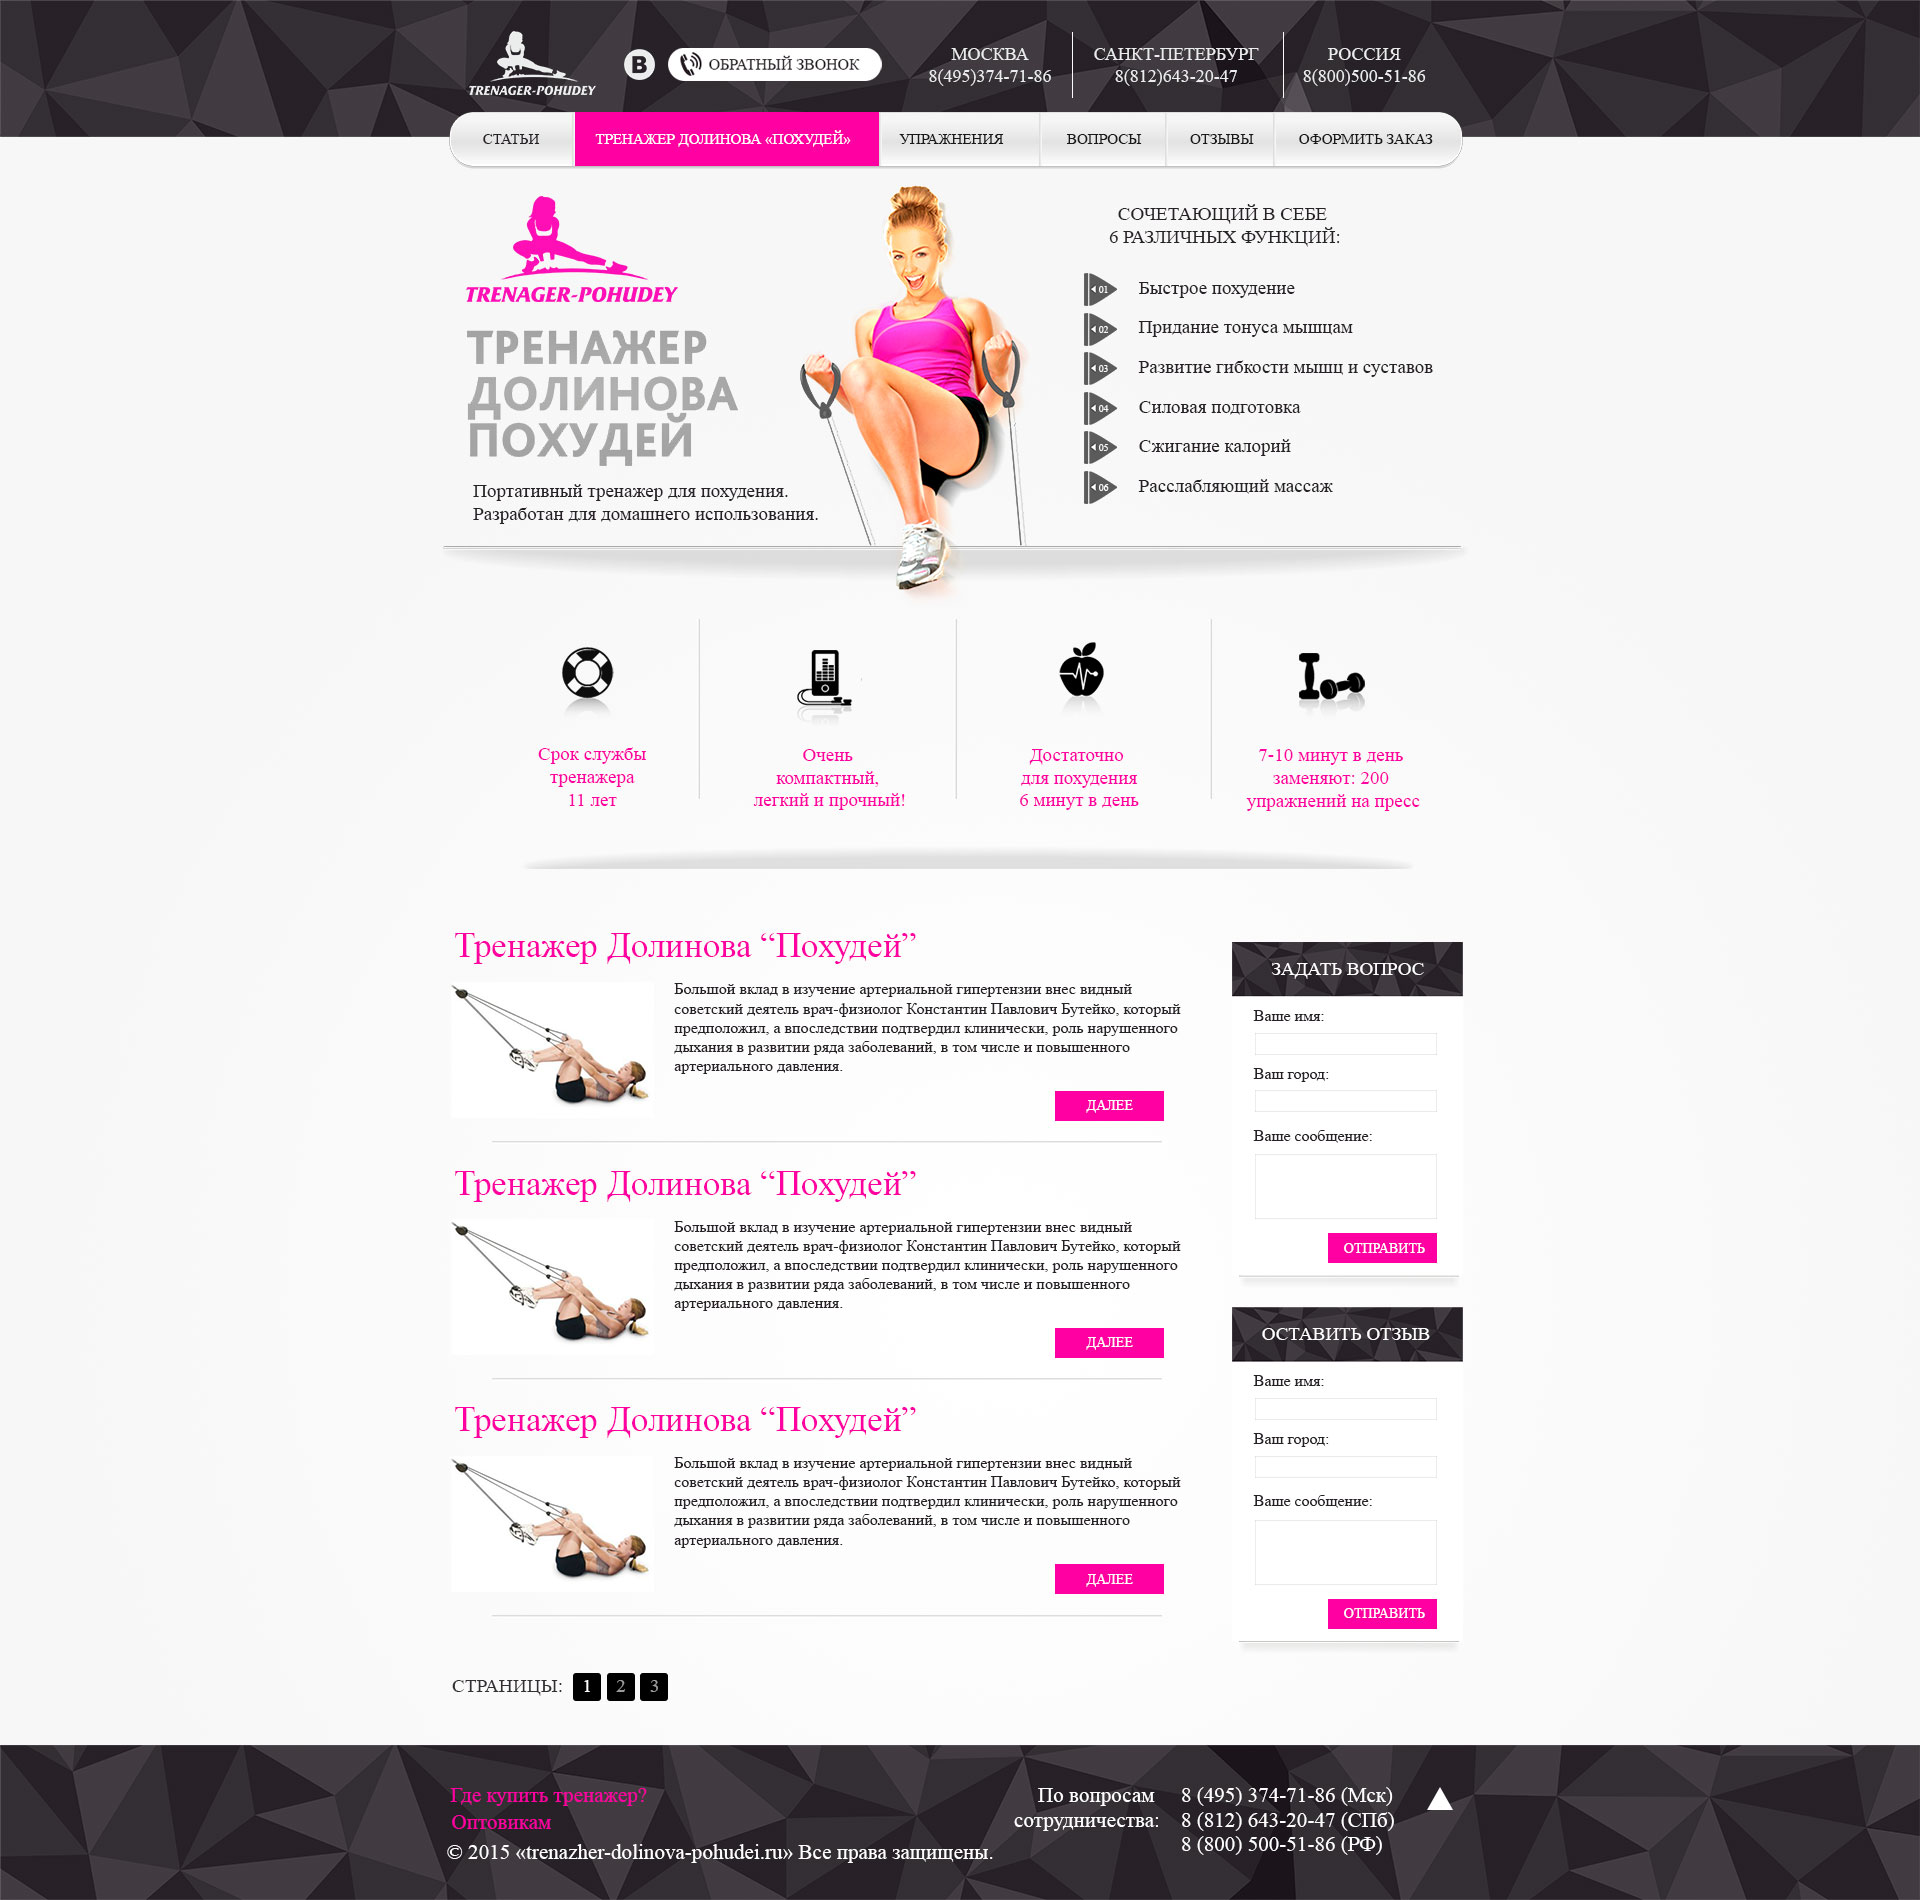 TRENAGER-POHUDEY
В
ОБРАТНЫЙ ЗВОНОК
МОСКВА
8(495)374-71-86
САНКТ-ПЕТЕРБУРГ
8(812)643-20-47
РОССИЯ
8(800)500-51-86
СТАТЬИ
ТРЕНАЖЕР ДОЛИНОВА «ПОХУДЕЙ»
УПРАЖНЕНИЯ
ВОПРОСЫ
ОТЗЫВЫ
ОФОРМИТЬ ЗАКАЗ
TRENAGER-POHUDEY
ТРЕНАЖЕР
ДОЛИНОВА
ПОХУДЕЙ
Портативный тренажер для похудения.
Разработан для домашнего использования.
СОЧЕТАЮЩИЙ В СЕБЕ
6 РАЗЛИЧНЫХ ФУНКЦИЙ:
01 Быстрое похудение
02 Придание тонуса мышцам
03 Развитие гибкости мышц и суставов
04 Силовая подготовка
05 Сжигание калорий
06 Расслабляющий массаж
Срок службы
тренажера
11 лет
Очень
компактный,
легкий и прочный!
Достаточно
для похудения
6 минут в день
7-10 минут в день
заменяют: 200
упражнений на пресс
Тренажер Долинова “Похудей”
Большой вклад в изучение артериальной гипертензии внес видный
советский деятель врач-физиолог Константин Павлович Бутейко, который
предположил, а впоследствии подтвердил клинически, роль нарушенного
дыхания в развитии ряда заболеваний, в том числе и повышенного
артериального давления.
ДАЛЕЕ
Тренажер Долинова “Похудей”
Большой вклад в изучение артериальной гипертензии внес видный
советский деятель врач-физиолог Константин Павлович Бутейко, который
предположил, а впоследствии подтвердил клинически, роль нарушенного
дыхания в развитии ряда заболеваний, в том числе и повышенного
артериального давления.
ДАЛЕЕ
Тренажер Долинова “Похудей”
Большой вклад в изучение артериальной гипертензии внес видный
советский деятель врач-физиолог Константин Павлович Бутейко, который
предположил, а впоследствии подтвердил клинически, роль нарушенного
дыхания в развитии ряда заболеваний, в том числе и повышенного
артериального давления.
ДАЛЕЕ
СТРАНИЦЫ: 1 2 3
ЗАДАТЬ ВОПРОС
Ваше имя:
Ваш город:
Ваше сообщение:
ОТПРАВИТЬ
ОСТАВИТЬ ОТЗЫВ
Ваше имя:
Ваш город:
Ваше сообщение:
ОТПРАВИТЬ
Где купить тренажер?
Оптовикам
© 2015 «trenazher-dolinova-pohudei.ru» Все права защищены.
По вопросам
сотрудничества:
8 (495) 374-71-86 (Мск)
8 (812) 643-20-47 (СПб)
8 (800) 500-51-86 (РФ)